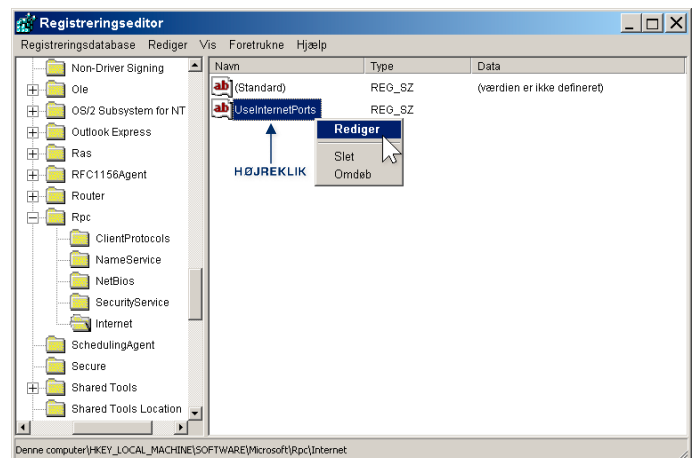 Registreringseditor
Registreringsdatabase Rediger Vis Foretrukne Hjælp
Non-Driver Signing
Ole
OS/2 Subsystem for NT
Outlook Express
Ras
RFC1156Agent
Router
Rpc
ClientProtocols
NameService
NetBios
SecurityService
Internet
SchedulingAgent
Secure
Shared Tools
Shared Tools Location
Navn Type Data
ab (Standard) REG_SZ (værdien er ikke defineret)
ab UseInternetPorts REG_SZ
HØJREKLIK
Rediger
Slet
Omdøb
Denne computer\HKEY_LOCAL_MACHINE\SOFTWARE\Microsoft\Rpc\Internet